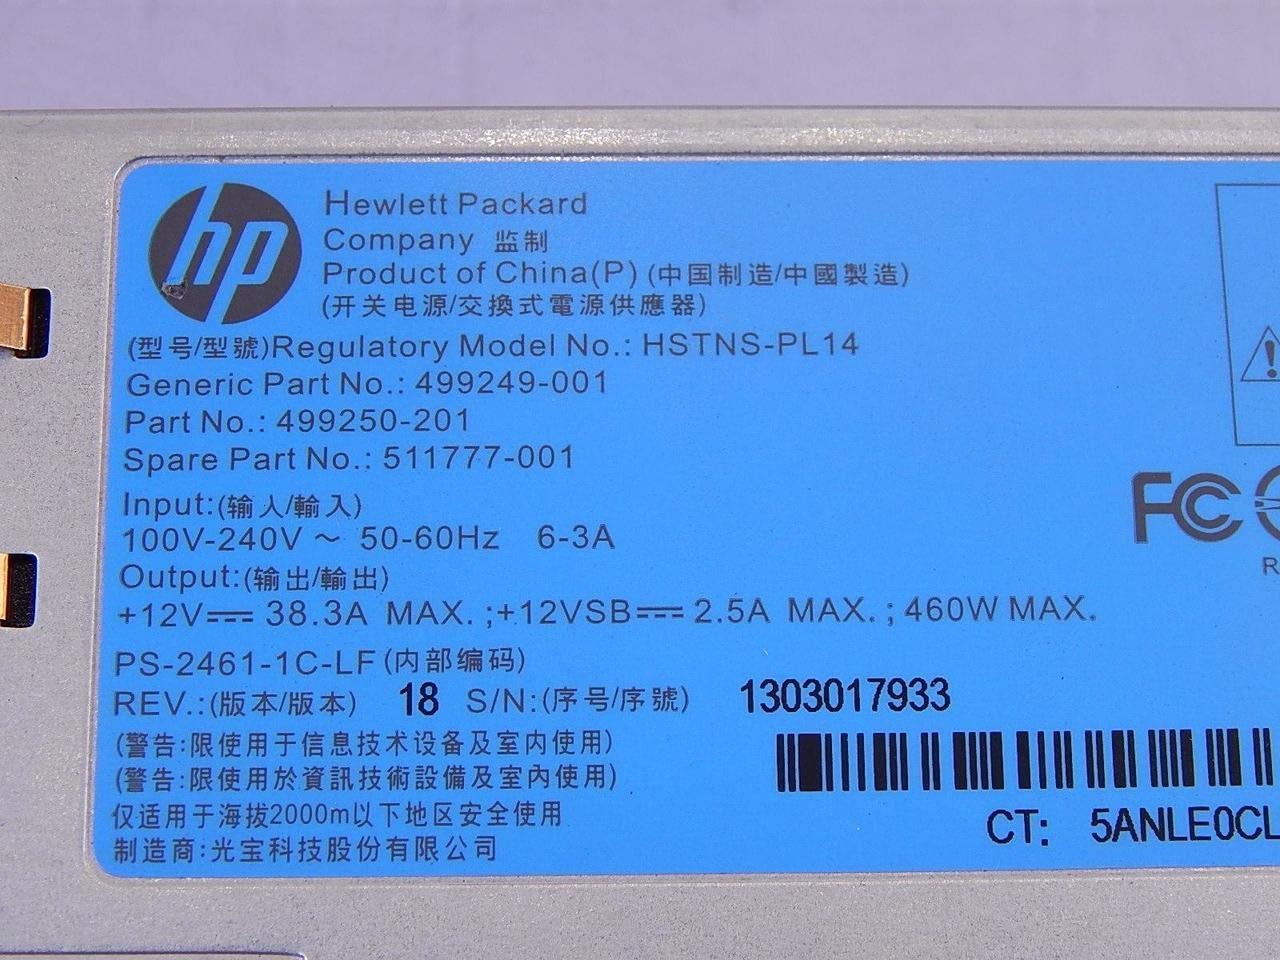 hp
Hewlett Packard
Company 监制
Product of China(P) (中国制造/中國製造)
(开关电源/交換式電源供應器)
(型号/型號)Regulatory Model No.: HSTNS-PL14
Generic Part No.: 499249-001
Part No.: 499250-201
Spare Part No.: 511777-001
Input:(输入/輸入)
100V-240V ~ 50-60Hz 6-3A
Output:(输出/輸出)
+12V⎓ 38.3A MAX. ;+12VSB⎓ 2.5A MAX. ; 460W MAX.
PS-2461-1C-LF (内部编码)
REV.:(版本/版本) 18 S/N:(序号/序號) 1303017933
(警告:限使用于信息技术设备及室内使用)
(警告:限使用於資訊技術設備及室內使用)
仅适用于海拔2000m以下地区安全使用
制造商:光宝科技股份有限公司
FC
CT: 5ANLE0CL